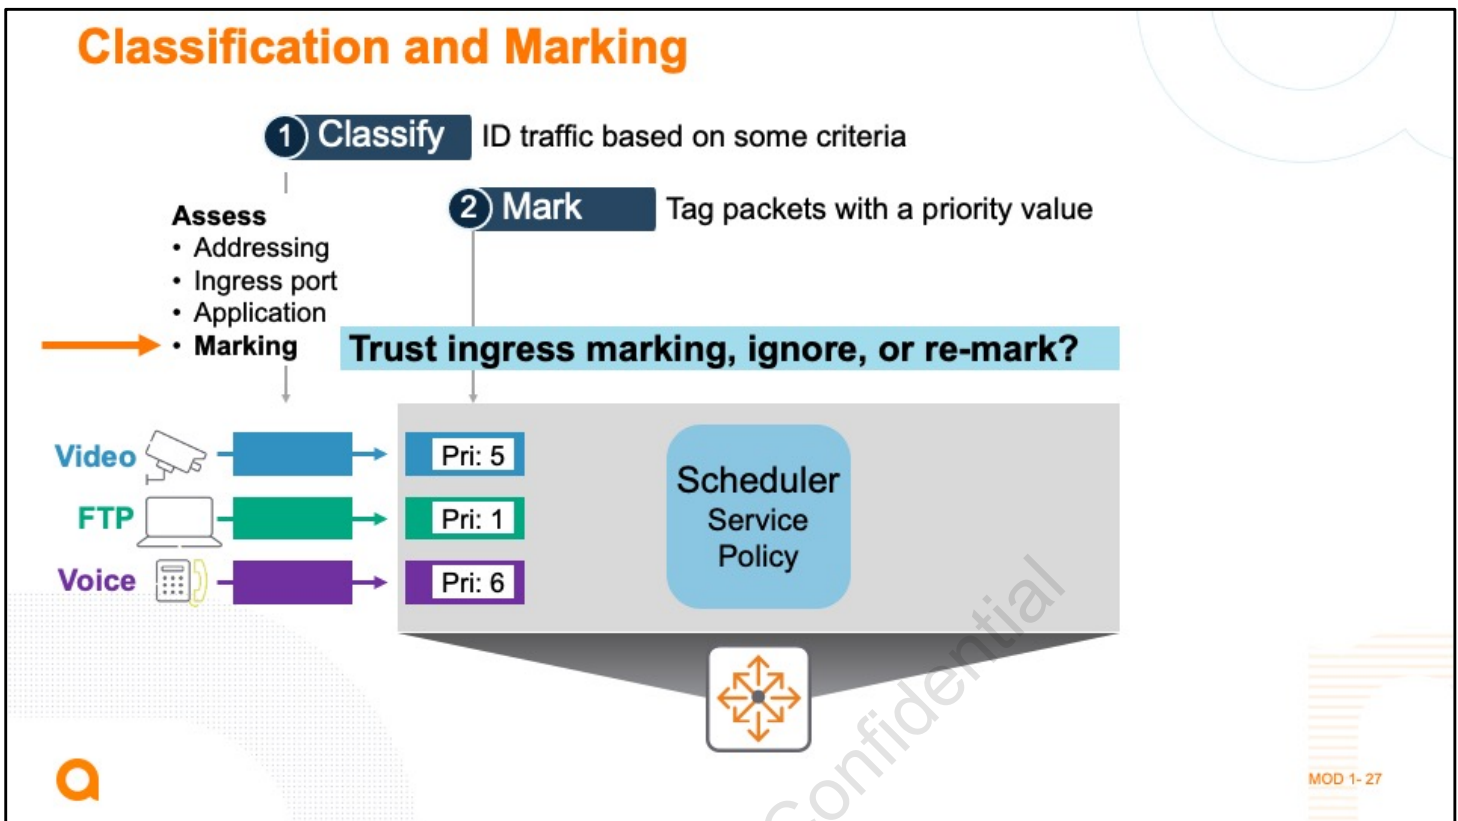 Classification and Marking
1 Classify ID traffic based on some criteria
2 Mark Tag packets with a priority value
Assess
• Addressing
• Ingress port
• Application
• Marking
Trust ingress marking, ignore, or re-mark?
Video Pri: 5
FTP Pri: 1
Voice Pri: 6
Scheduler
Service
Policy
Confidential
MOD 1- 27